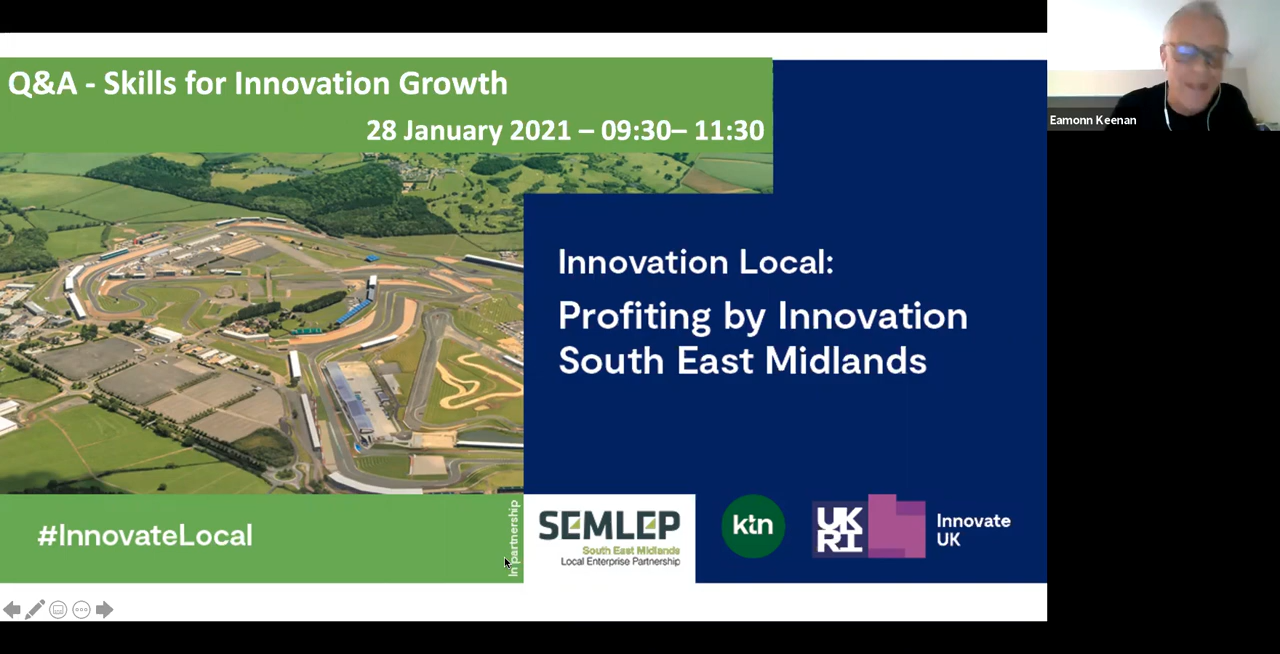 Q&A - Skills for Innovation Growth
28 January 2021 – 09:30– 11:30
Eamonn Keenan
Innovation Local:
Profiting by Innovation
South East Midlands
#InnovateLocal
In partnership
SEMLEP
South East Midlands
Local Enterprise Partnership
ktn
UK
RI
Innovate
UK